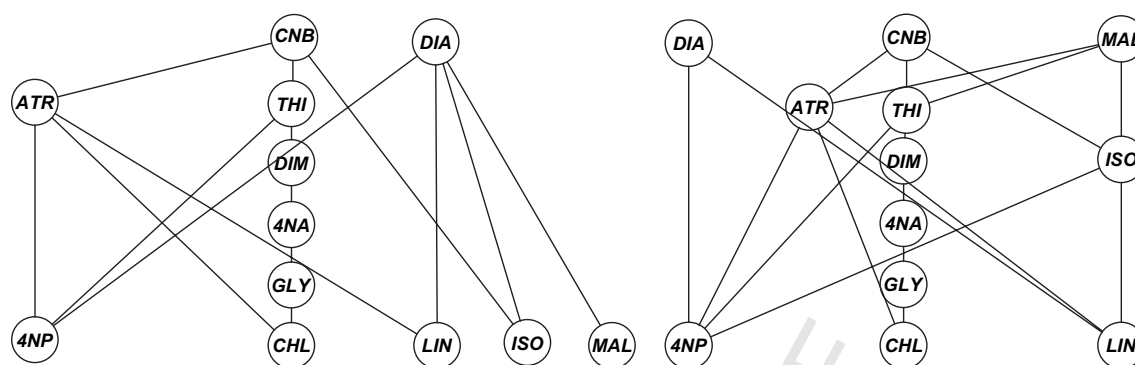 CNB
DIA
ATR
THI
DIM
4NA
GLY
4NP
CHL
LIN
ISO
MAL
DIA
CNB
MAL
ATR
THI
DIM
ISO
4NA
GLY
4NP
CHL
LIN